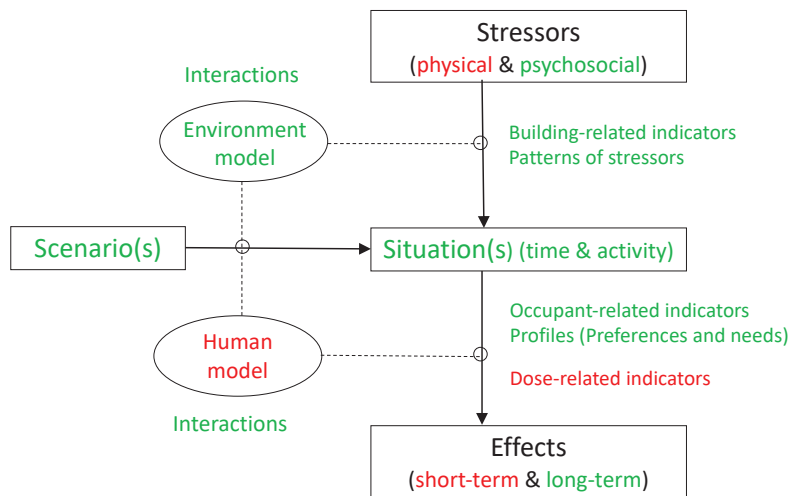 Stressors
(physical & psychosocial)
Interactions
Environment
model
Building-related indicators
Patterns of stressors
Scenario(s)
Situation(s) (time & activity)
Occupant-related indicators
Profiles (Preferences and needs)
Human
model
Dose-related indicators
Interactions
Effects
(short-term & long-term)